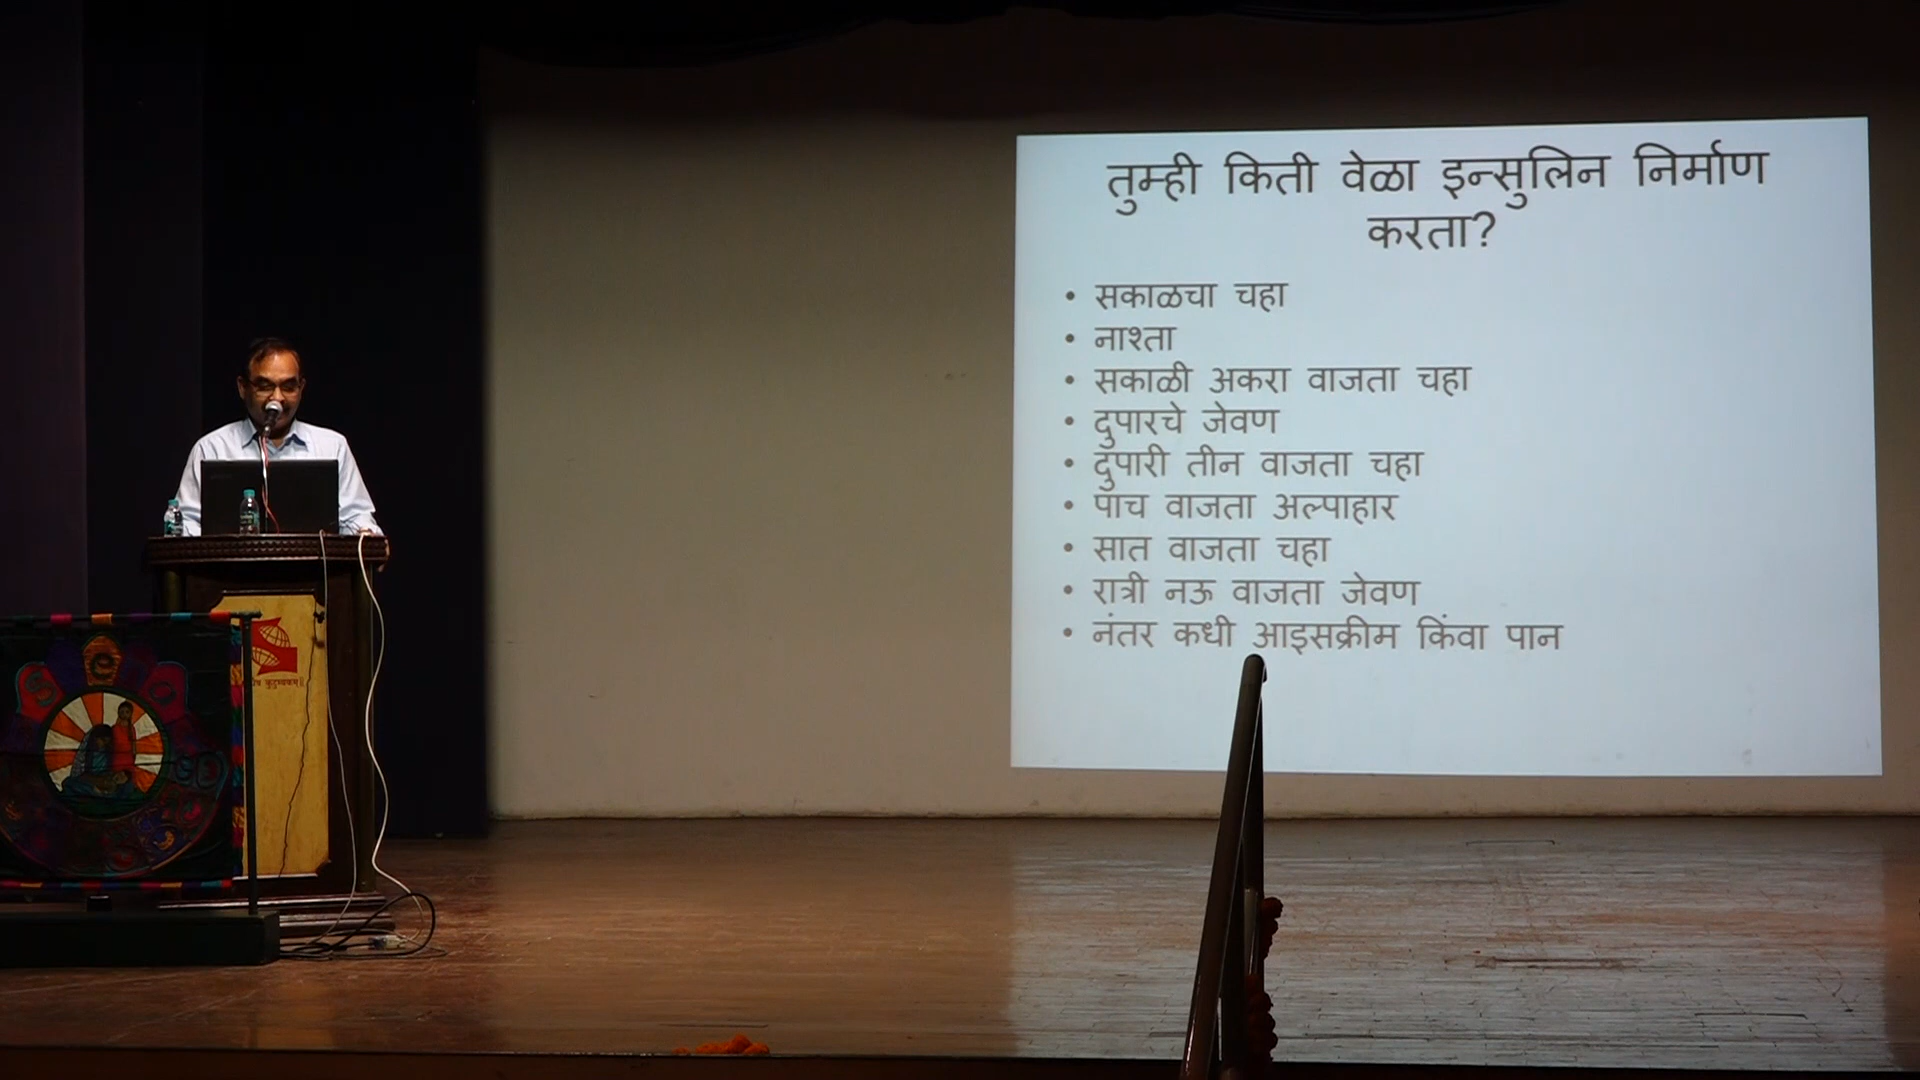 तुम्ही किती वेळा इन्सुलिन निर्माण
करता?
• सकाळचा चहा
• नाश्ता
• सकाळी अकरा वाजता चहा
• दुपारचे जेवण
• दुपारी तीन वाजता चहा
• पाच वाजता अल्पाहार
• सात वाजता चहा
• रात्री नऊ वाजता जेवण
• नंतर कधी आइसक्रीम किंवा पान
कुटुम्बकम्॥